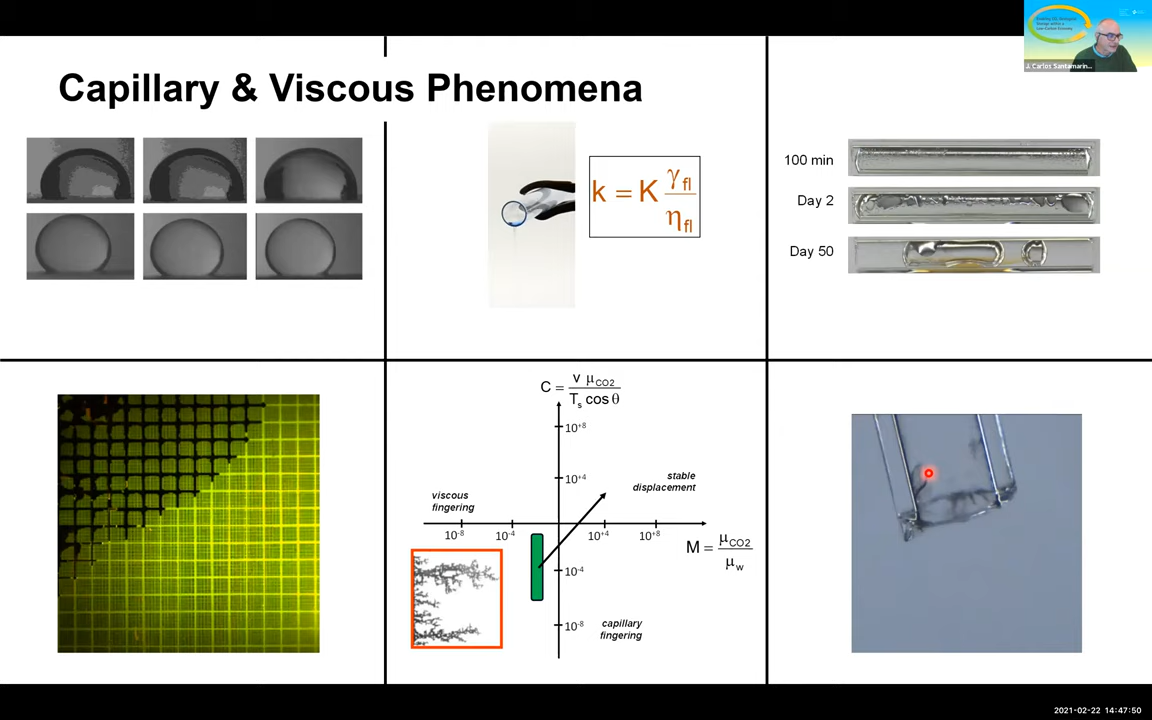 Capillary & Viscous Phenomena
k = K γfl / ηfl
100 min
Day 2
Day 50
C = v μCO2 / Ts cos θ
10+8
10+4
stable
displacement
viscous
fingering
10-8
10-4
10+4
10+8
M = μCO2 / μw
10-4
10-8
capillary
fingering
Carlos Santamarin...
2021-02-22 14:47:50